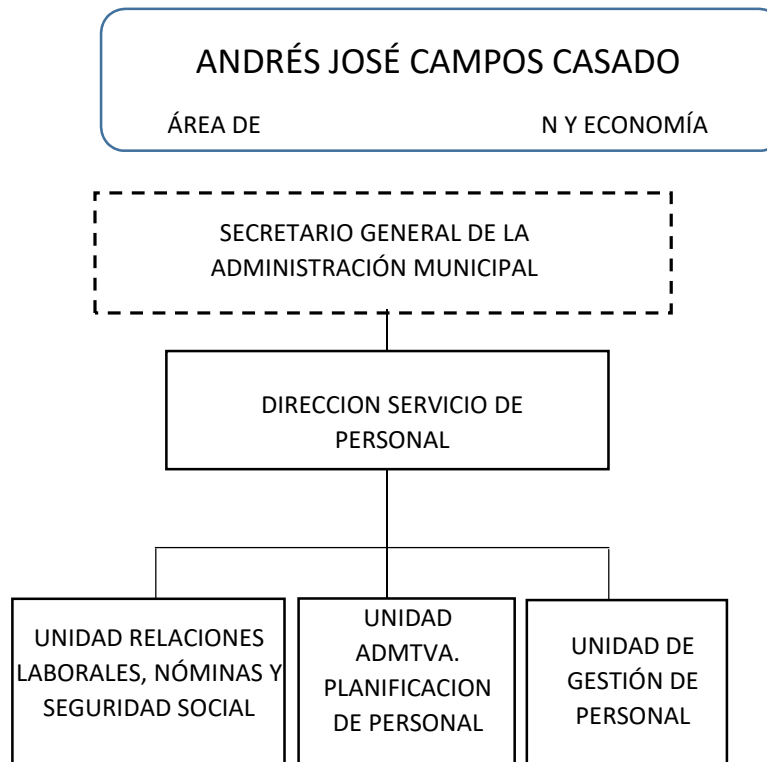 ANDRÉS JOSÉ CAMPOS CASADO
ÁREA DE N Y ECONOMÍA
SECRETARIO GENERAL DE LA
ADMINISTRACIÓN MUNICIPAL
DIRECCION SERVICIO DE
PERSONAL
UNIDAD RELACIONES
LABORALES, NÓMINAS Y
SEGURIDAD SOCIAL
UNIDAD
ADMTVA.
PLANIFICACION
DE PERSONAL
UNIDAD DE
GESTIÓN DE
PERSONAL